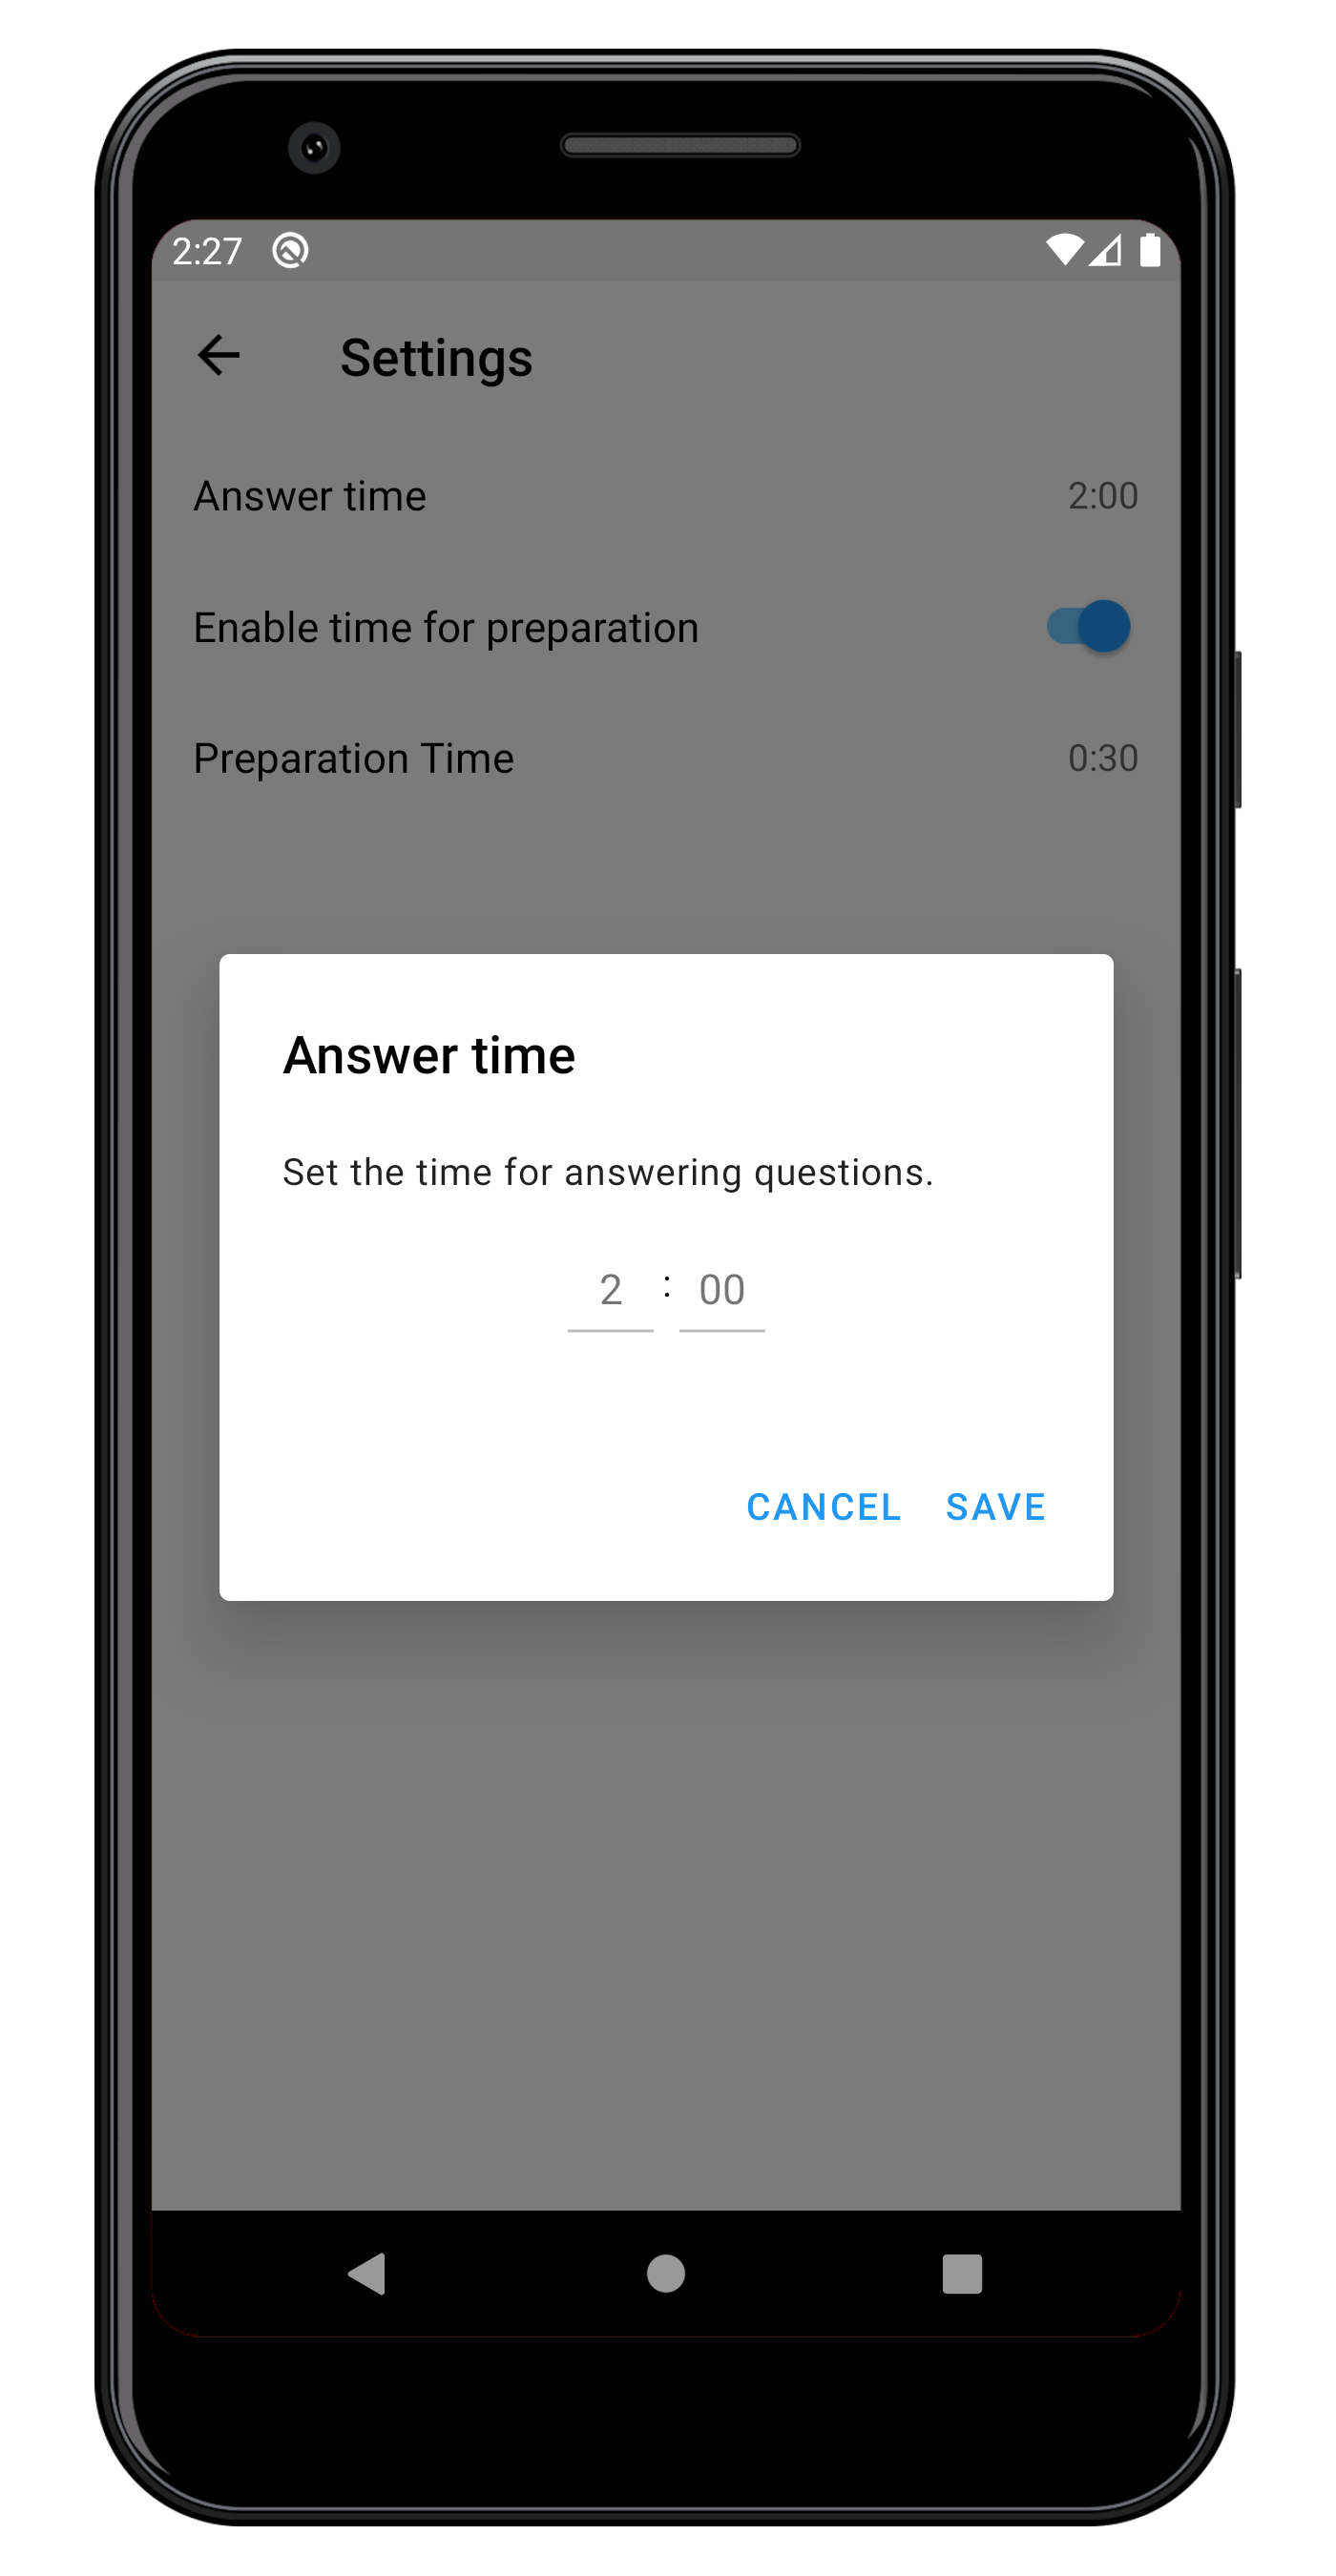 2:27
Settings
Answer time 2:00
Enable time for preparation
Preparation Time 0:30
Answer time
Set the time for answering questions.
2 : 00
CANCEL SAVE